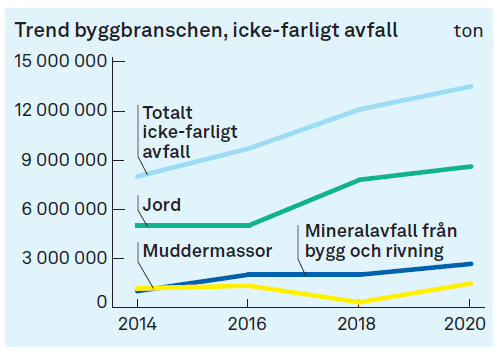 Trend byggbranschen, icke-farligt avfall ton
15 000 000
12 000 000
9 000 000
6 000 000
3 000 000
0
Totalt
icke-farligt
avfall
Jord
Mineralavfall från
bygg och rivning
Muddermassor
2014 2016 2018 2020